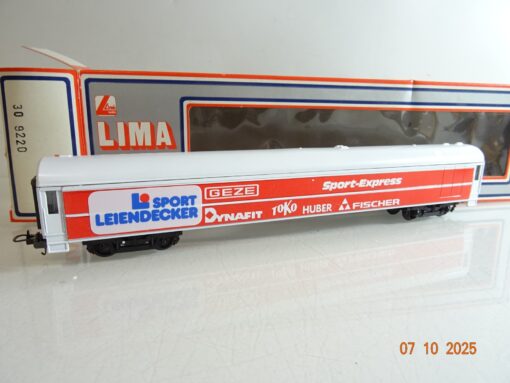 30 9220
LIMA
SPORT
LEIENDECKER
GEZE
Sport-Express
DYNAFIT
TOKO
HUBER
FISCHER
07 10 2025